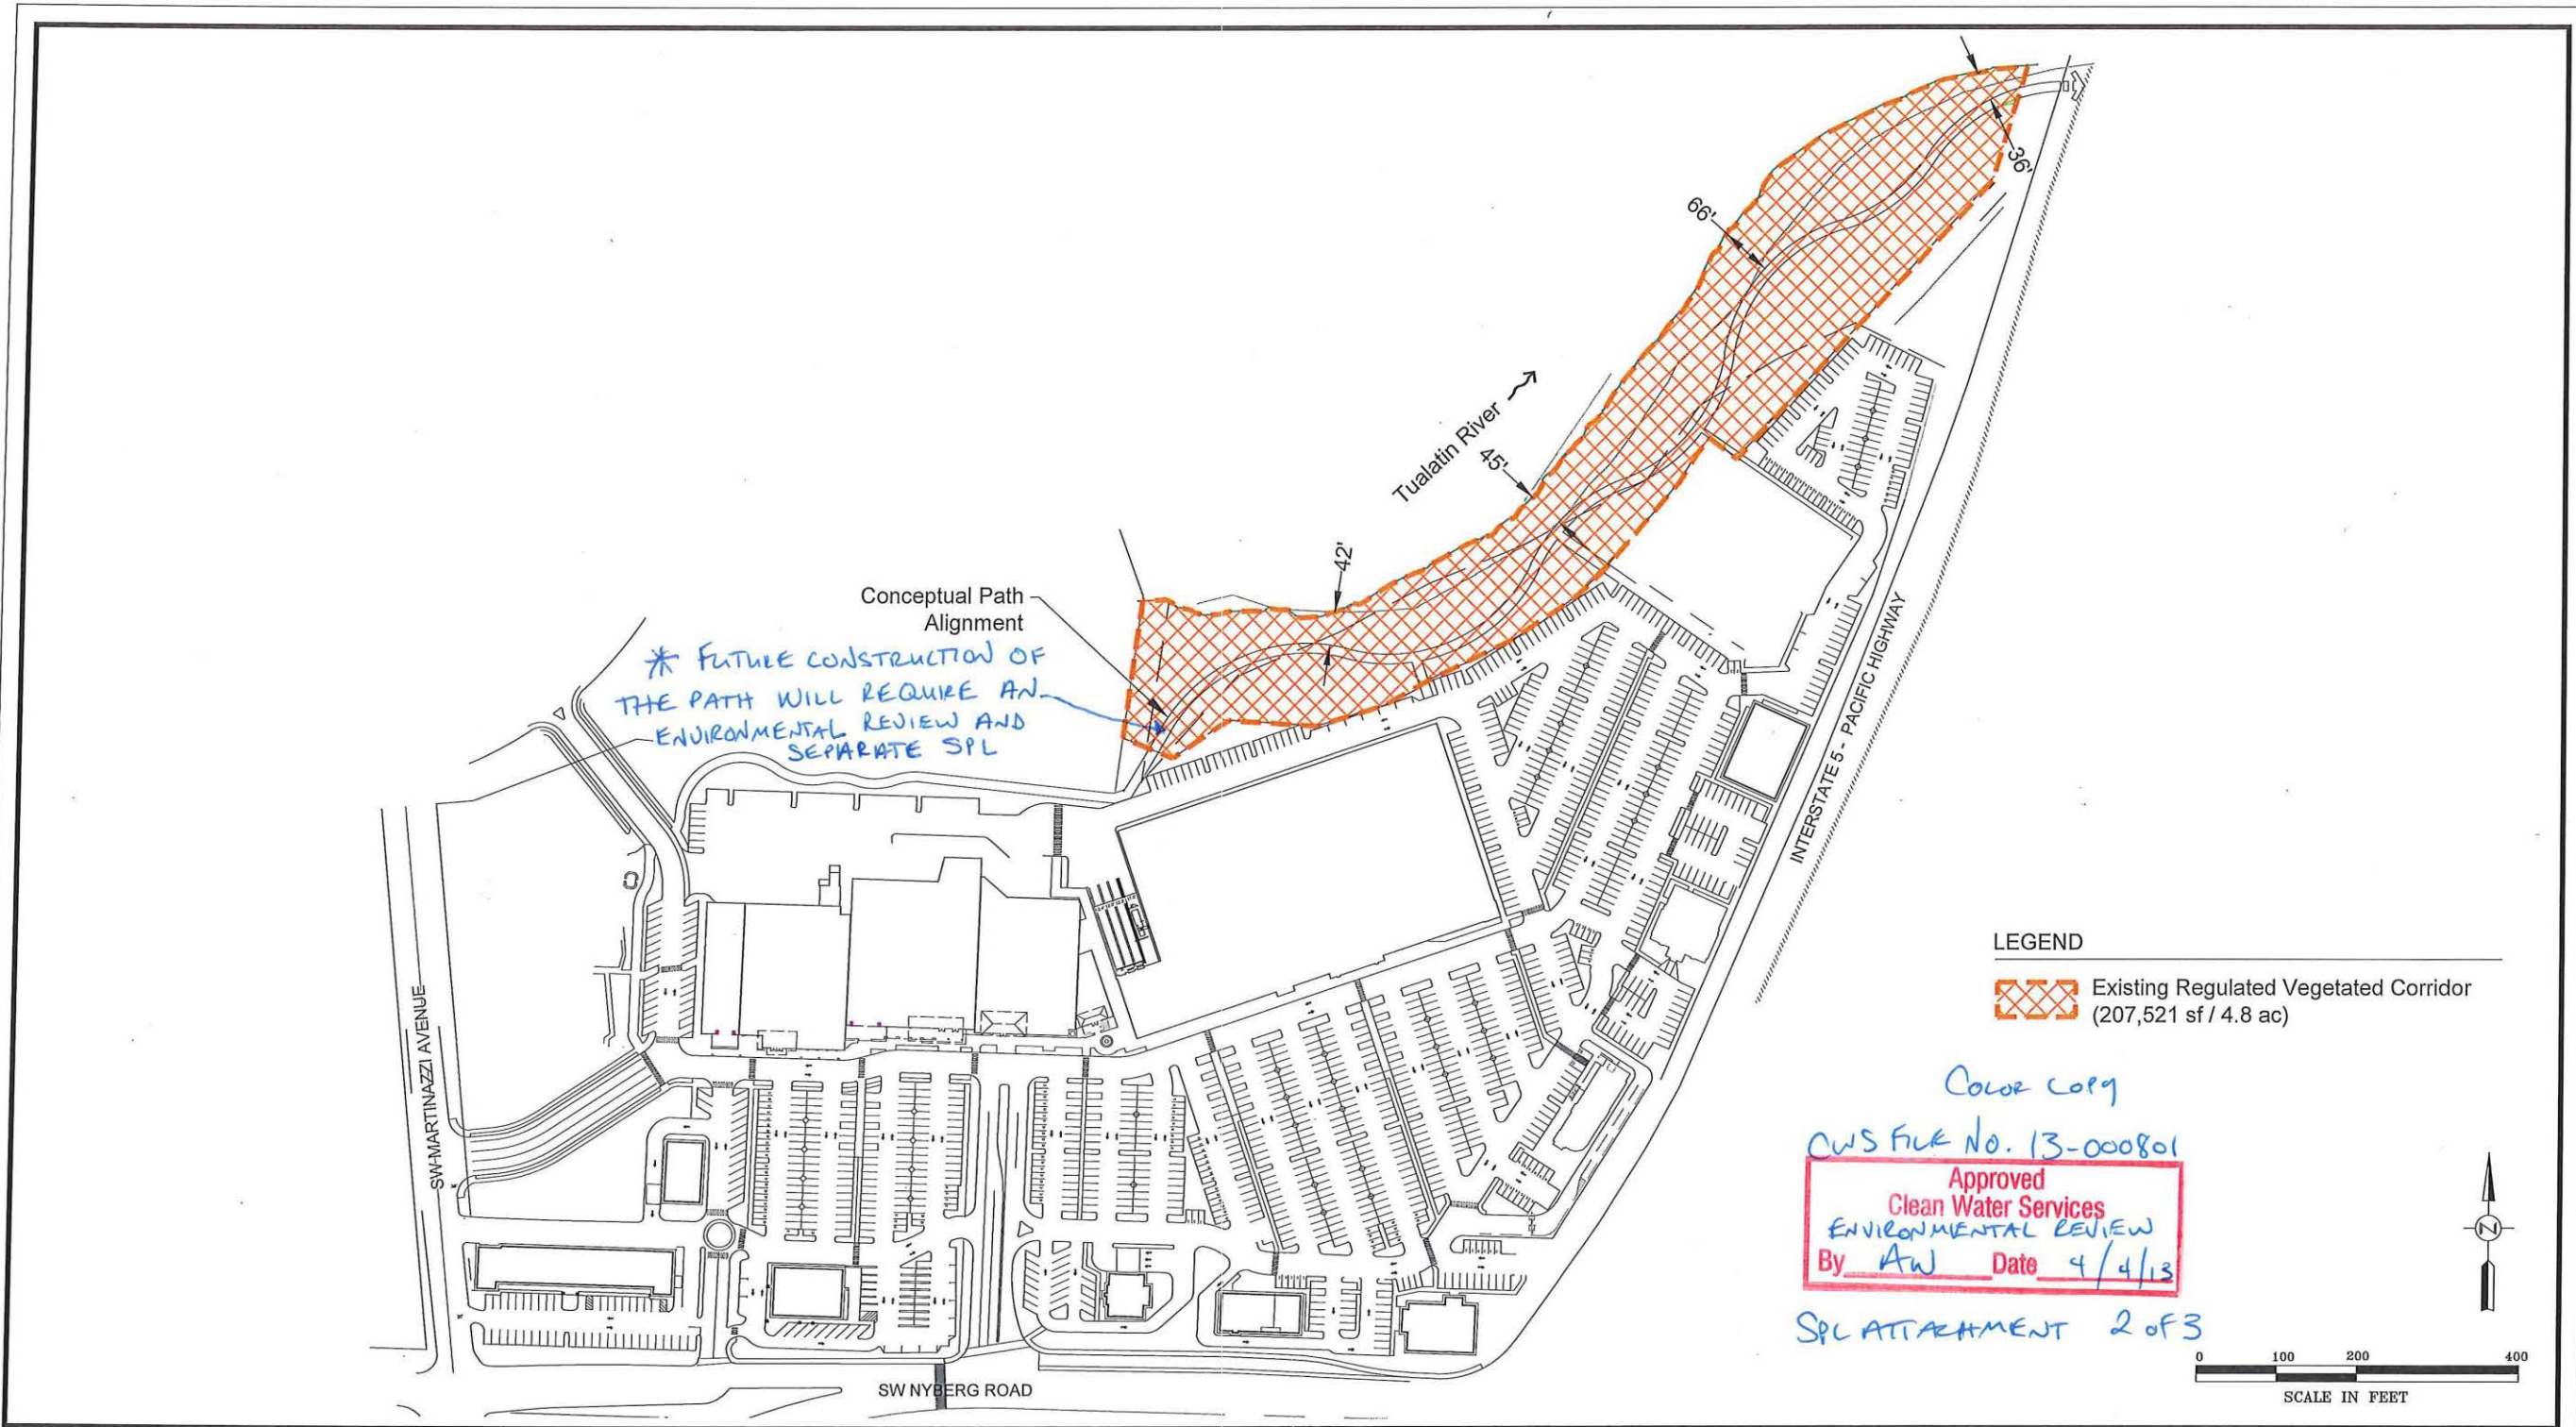 36'
66'
Tualatin River
45'
42'
Conceptual Path
Alignment
* FUTURE CONSTRUCTION OF
THE PATH WILL REQUIRE AN
ENVIRONMENTAL REVIEW AND
SEPARATE SPL
INTERSTATE 5 - PACIFIC HIGHWAY
SW MARTINAZZI AVENUE
SW NYBERG ROAD
LEGEND
Existing Regulated Vegetated Corridor
(207,521 sf / 4.8 ac)
COLOR COPY
CWS FILE NO. 13-000801
Approved
Clean Water Services
ENVIRONMENTAL REVIEW
By AW Date 4/4/13
SPL ATTACHMENT 2 OF 3
N
0 100 200 400
SCALE IN FEET